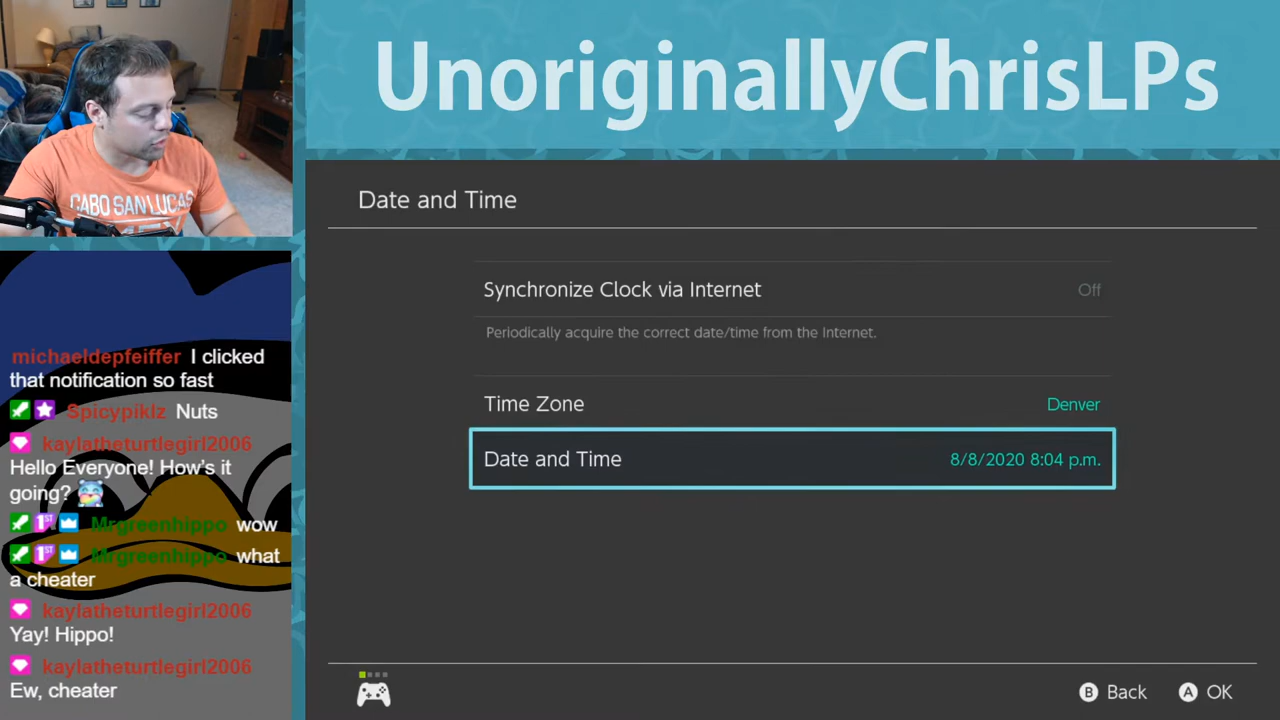 UnoriginallyChrisLPs
CABO SAN LUCAS
michaeldepfeiffer I clicked
that notification so fast
Spicypiklz Nuts
kaylatheturtlegirl2006
Hello Everyone! How's it
going?
1ST Mrgreenhippo wow
1ST Mrgreenhippo what
a cheater
kaylatheturtlegirl2006
Yay! Hippo!
kaylatheturtlegirl2006
Ew, cheater
Date and Time
Synchronize Clock via Internet Off
Periodically acquire the correct date/time from the Internet.
Time Zone Denver
Date and Time 8/8/2020 8:04 p.m.
B Back A OK